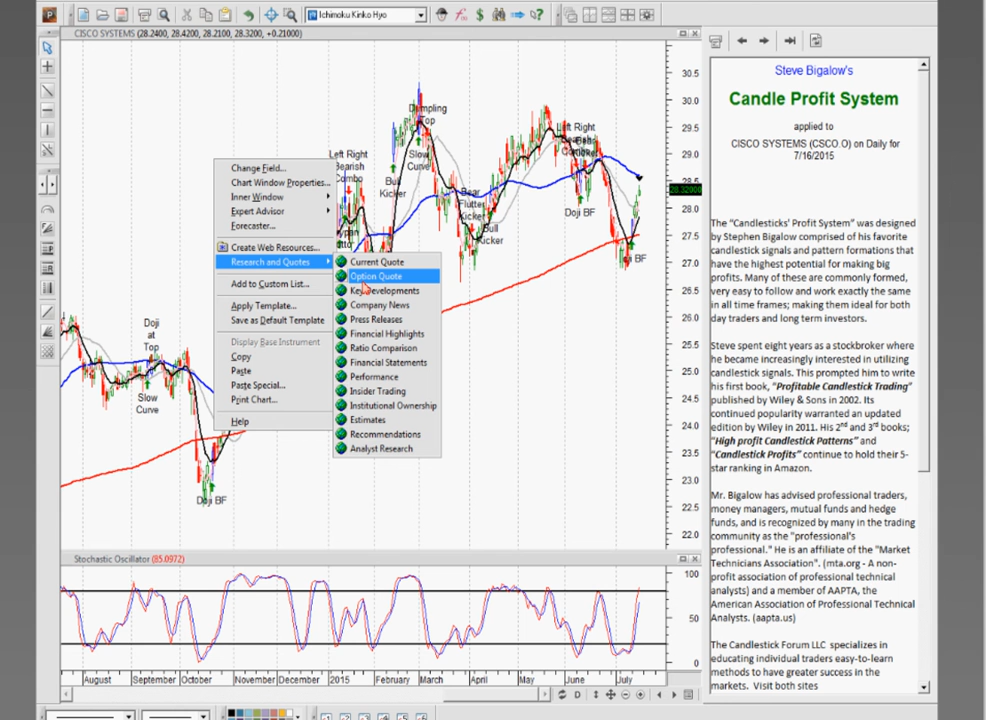 Ichimoku Kinko Hyo
CISCO SYSTEMS (28.2400, 28.4200, 28.2100, 28.3200, +0.21000)
30.5
30.0
29.5
29.0
28.5
28.32000
28.0
27.5
27.0
26.5
26.0
25.5
25.0
24.5
24.0
23.5
23.0
22.5
22.0
Dumpling
Top
Slow
Curve
Left Right
Bearish
Combo
Bull
Kicker
Bear
Flutter
Kicker
Bull
Kicker
Left Right
Bearish
Doji BF
BF
Doji
at
Top
Slow
Curve
Doji BF
Change Field...
Chart Window Properties...
Inner Window
Expert Advisor
Forecaster...
Create Web Resources...
Research and Quotes
Add to Custom List...
Apply Template...
Save as Default Template
Display Base Instrument
Copy
Paste
Paste Special...
Print Chart...
Help
Current Quote
Option Quote
Key Developments
Company News
Press Releases
Financial Highlights
Ratio Comparison
Financial Statements
Performance
Insider Trading
Institutional Ownership
Estimates
Recommendations
Analyst Research
Stochastic Oscillator (85.0972)
100
50
0
August
September
October
November
December
2015
February
March
April
May
June
July
D
Steve Bigalow's
Candle Profit System
applied to
CISCO SYSTEMS (CSCO.O) on Daily for
7/16/2015
The "Candlesticks' Profit System" was designed
by Stephen Bigalow comprised of his favorite
candlestick signals and pattern formations that
have the highest potential for making big
profits. Many of these are commonly formed,
very easy to follow and work exactly the same
in all time frames; making them ideal for both
day traders and long term investors.
Steve spent eight years as a stockbroker where
he became increasingly interested in utilizing
candlestick signals. This prompted him to write
his first book, "Profitable Candlestick Trading"
published by Wiley & Sons in 2002. Its
continued popularity warranted an updated
edition by Wiley in 2011. His 2nd and 3rd books;
"High profit Candlestick Patterns" and
"Candlestick Profits" continue to hold their 5-
star ranking in Amazon.
Mr. Bigalow has advised professional traders,
money managers, mutual funds and hedge
funds, and is recognized by many in the trading
community as the "professional's
professional." He is an affiliate of the "Market
Technicians Association". (mta.org - A non-
profit association of professional technical
analysts) and a member of AAPTA, the
American Association of Professional Technical
Analysts. (aapta.us)
The Candlestick Forum LLC specializes in
educating individual traders easy-to-learn
methods to have greater success in the
markets. Visit both sites